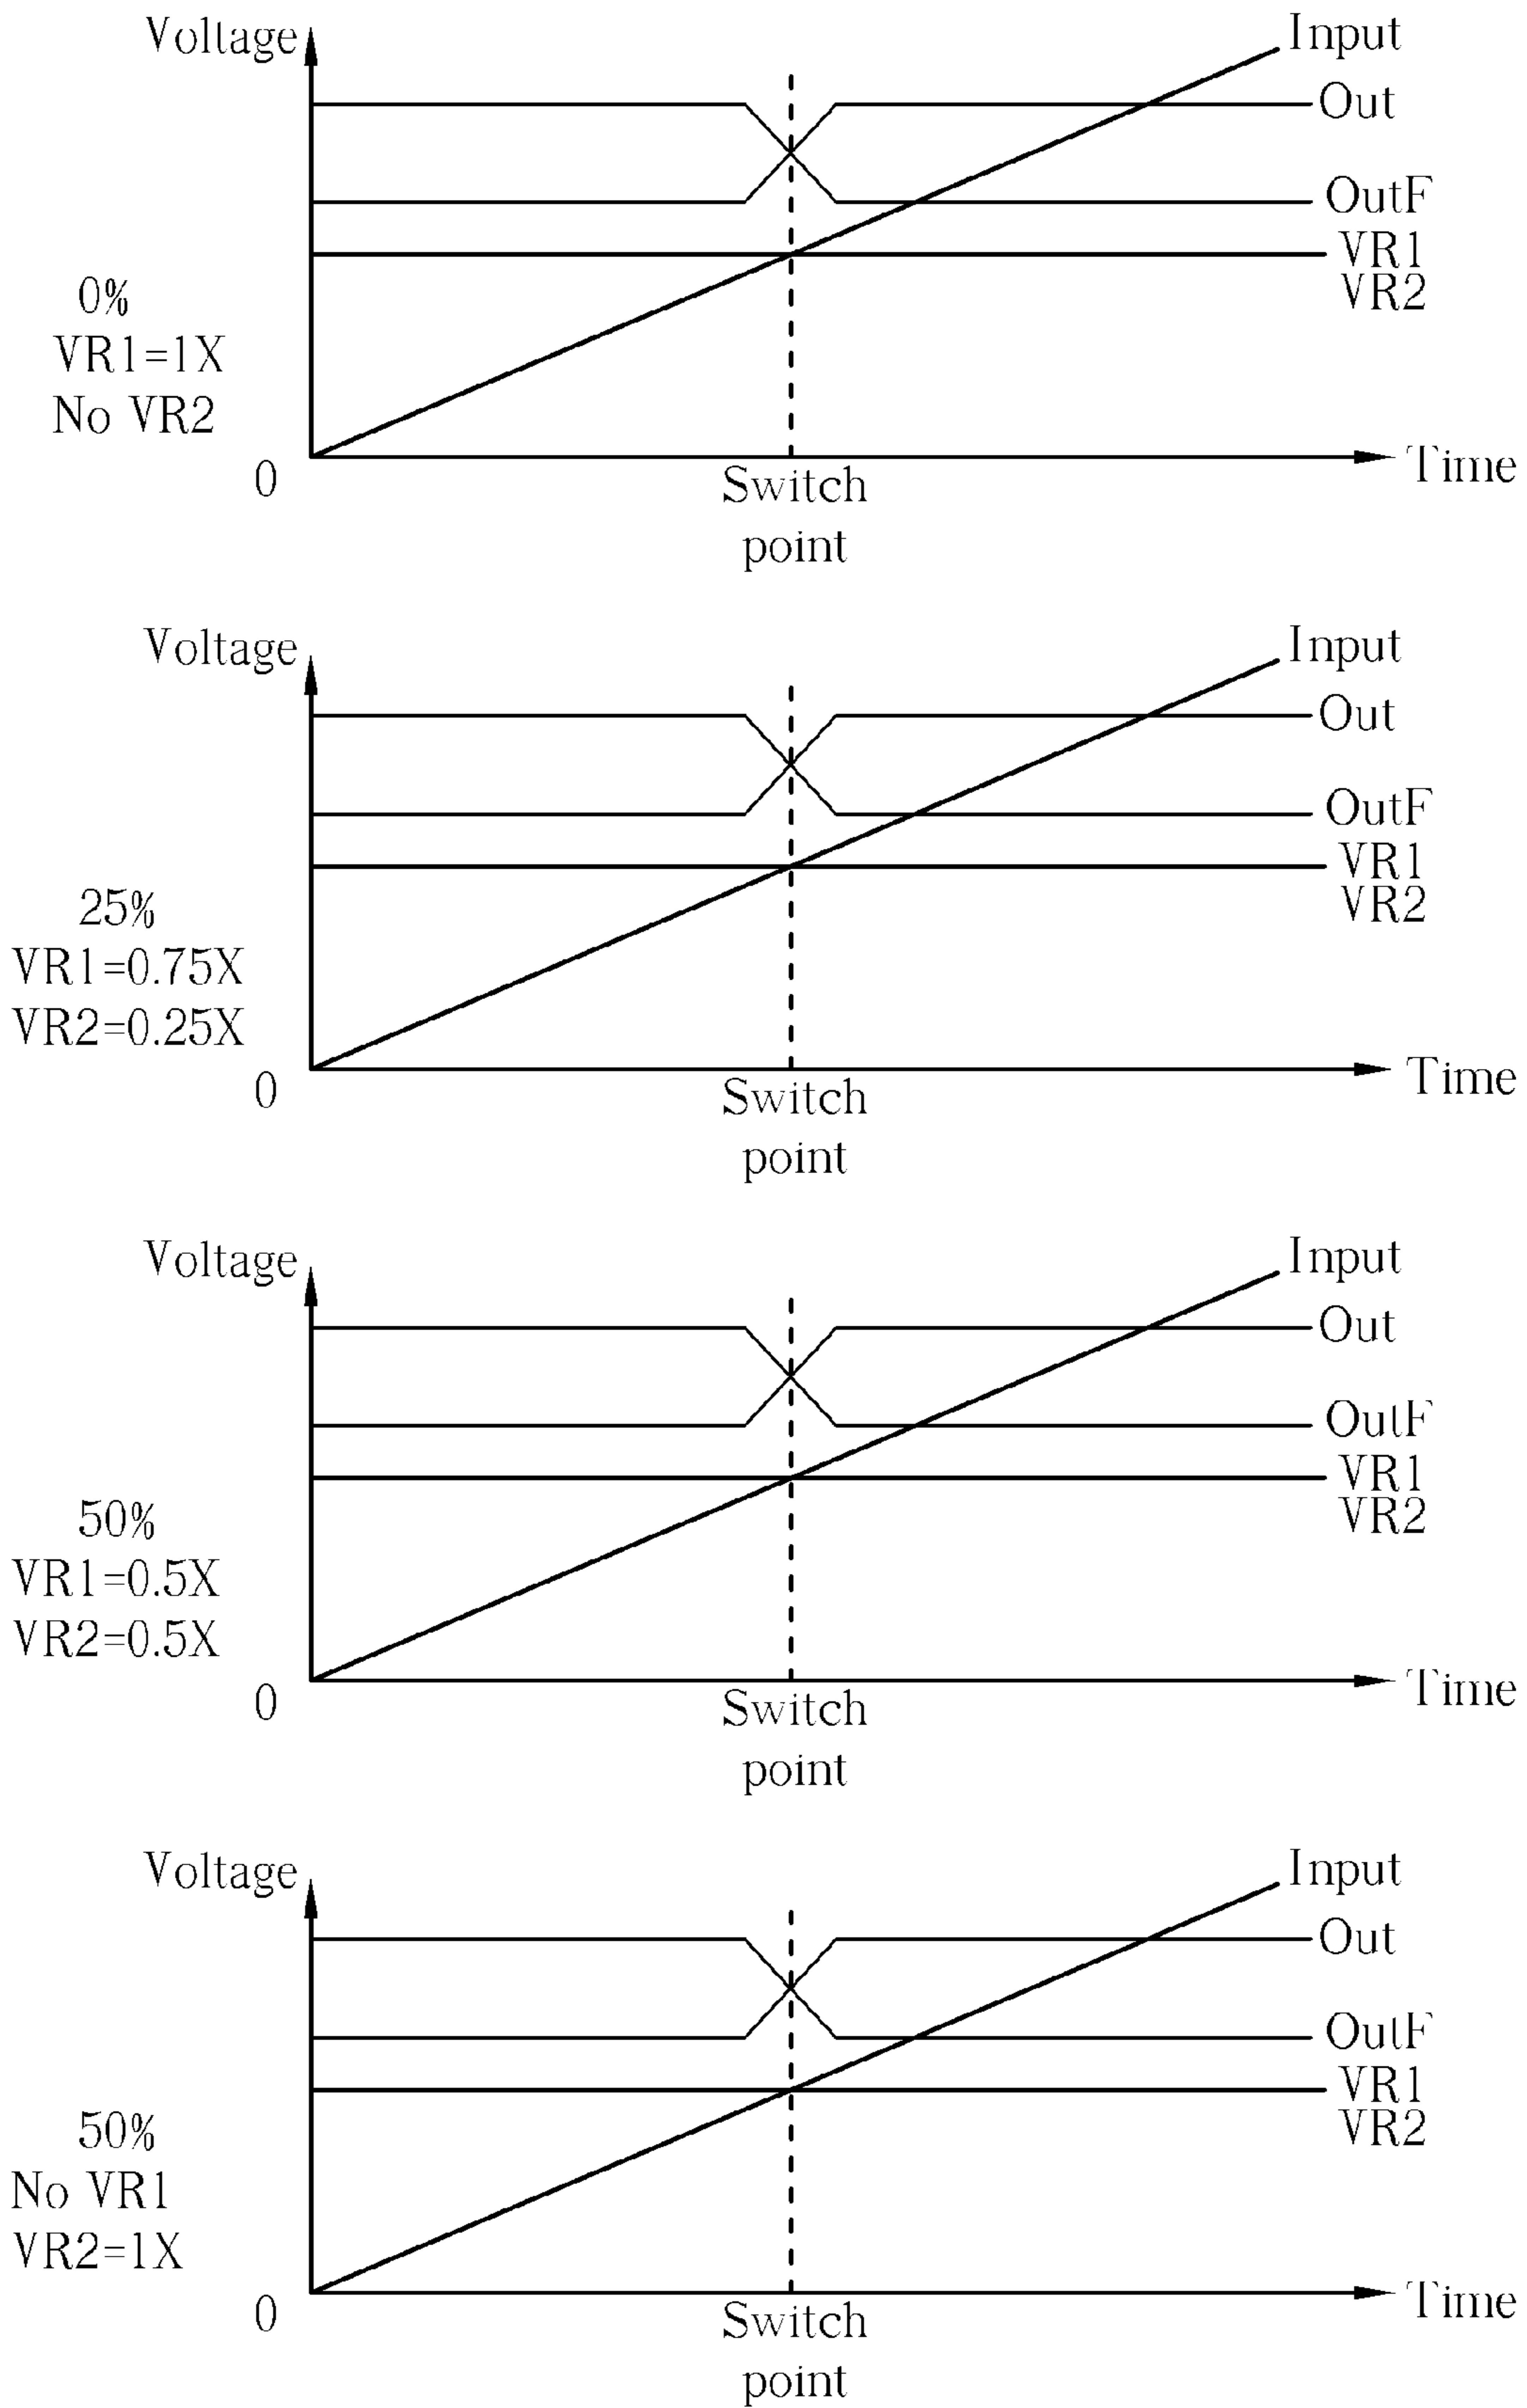 Voltage
Input
Out
OutF
VR1
VR2
0%
VR1=1X
No VR2
0
Time
Switch
point
Voltage
Input
Out
OutF
VR1
VR2
25%
VR1=0.75X
VR2=0.25X
0
Time
Switch
point
Voltage
Input
Out
OutF
VR1
VR2
50%
VR1=0.5X
VR2=0.5X
0
Time
Switch
point
Voltage
Input
Out
OutF
VR1
VR2
50%
No VR1
VR2=1X
0
Time
Switch
point